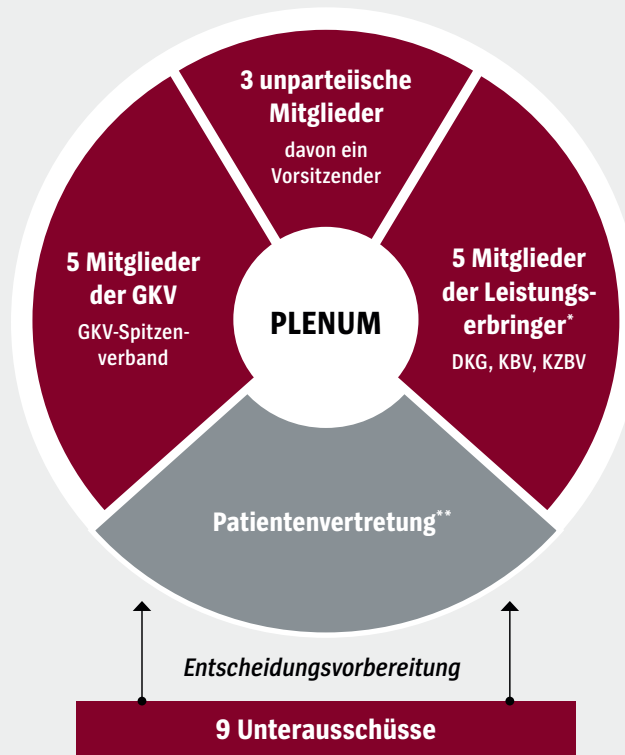 3 unparteiische
Mitglieder
davon ein
Vorsitzender
5 Mitglieder
der GKV
GKV-Spitzen-
verband
PLENUM
5 Mitglieder
der Leistungs-
erbringer*
DKG, KBV, KZBV
Patientenvertretung**
Entscheidungsvorbereitung
9 Unterausschüsse